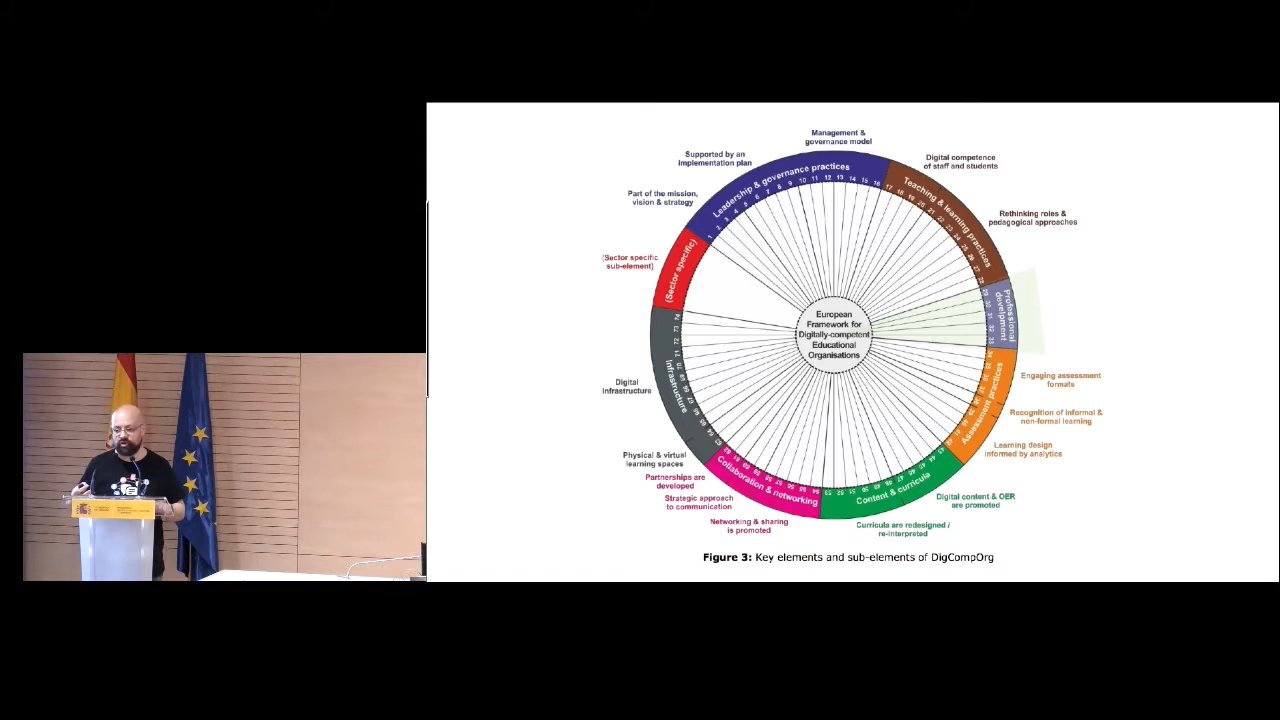 Management &
governance model
Supported by an
implementation plan
Digital competence
of staff and students
Part of the mission,
vision & strategy
Rethinking roles &
pedagogical approaches
(Sector specific
sub-element)
Leadership & governance practices
Teaching & learning practices
(Sector specific)
Professional
development
European
Framework for
Digitally-competent
Educational
Organisations
Infrastructure
Assessment practices
Collaboration & networking
Content & curricula
Digital
infrastructure
Engaging assessment
formats
Recognition of informal &
non-formal learning
Learning design
informed by analytics
Physical & virtual
learning spaces
Partnerships are
developed
Strategic approach
to communication
Networking & sharing
is promoted
Digital content & OER
are promoted
Curricula are redesigned /
re-interpreted
Figure 3: Key elements and sub-elements of DigCompOrg